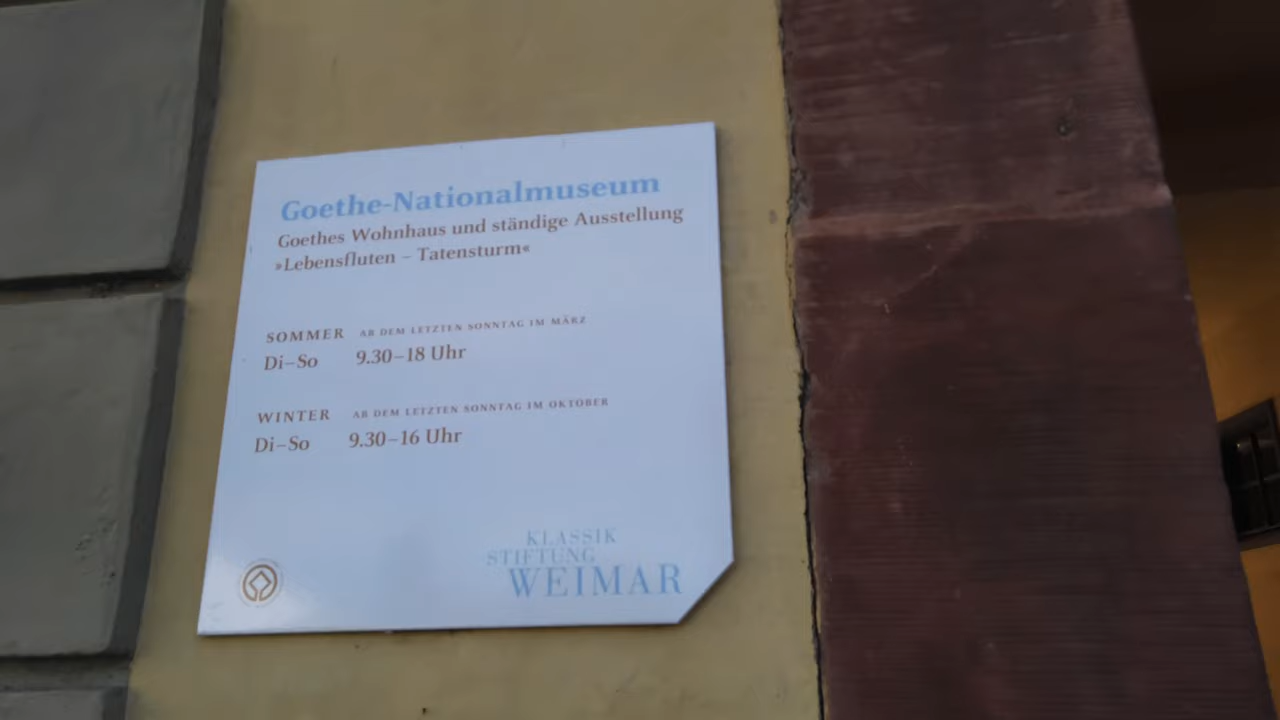 Goethe-Nationalmuseum
Goethes Wohnhaus und ständige Ausstellung
»Lebensfluten – Tatensturm«
SOMMER AB DEM LETZTEN SONNTAG IM MÄRZ
Di–So 9.30–18 Uhr
WINTER AB DEM LETZTEN SONNTAG IM OKTOBER
Di–So 9.30–16 Uhr
KLASSIK
STIFTUNG
WEIMAR